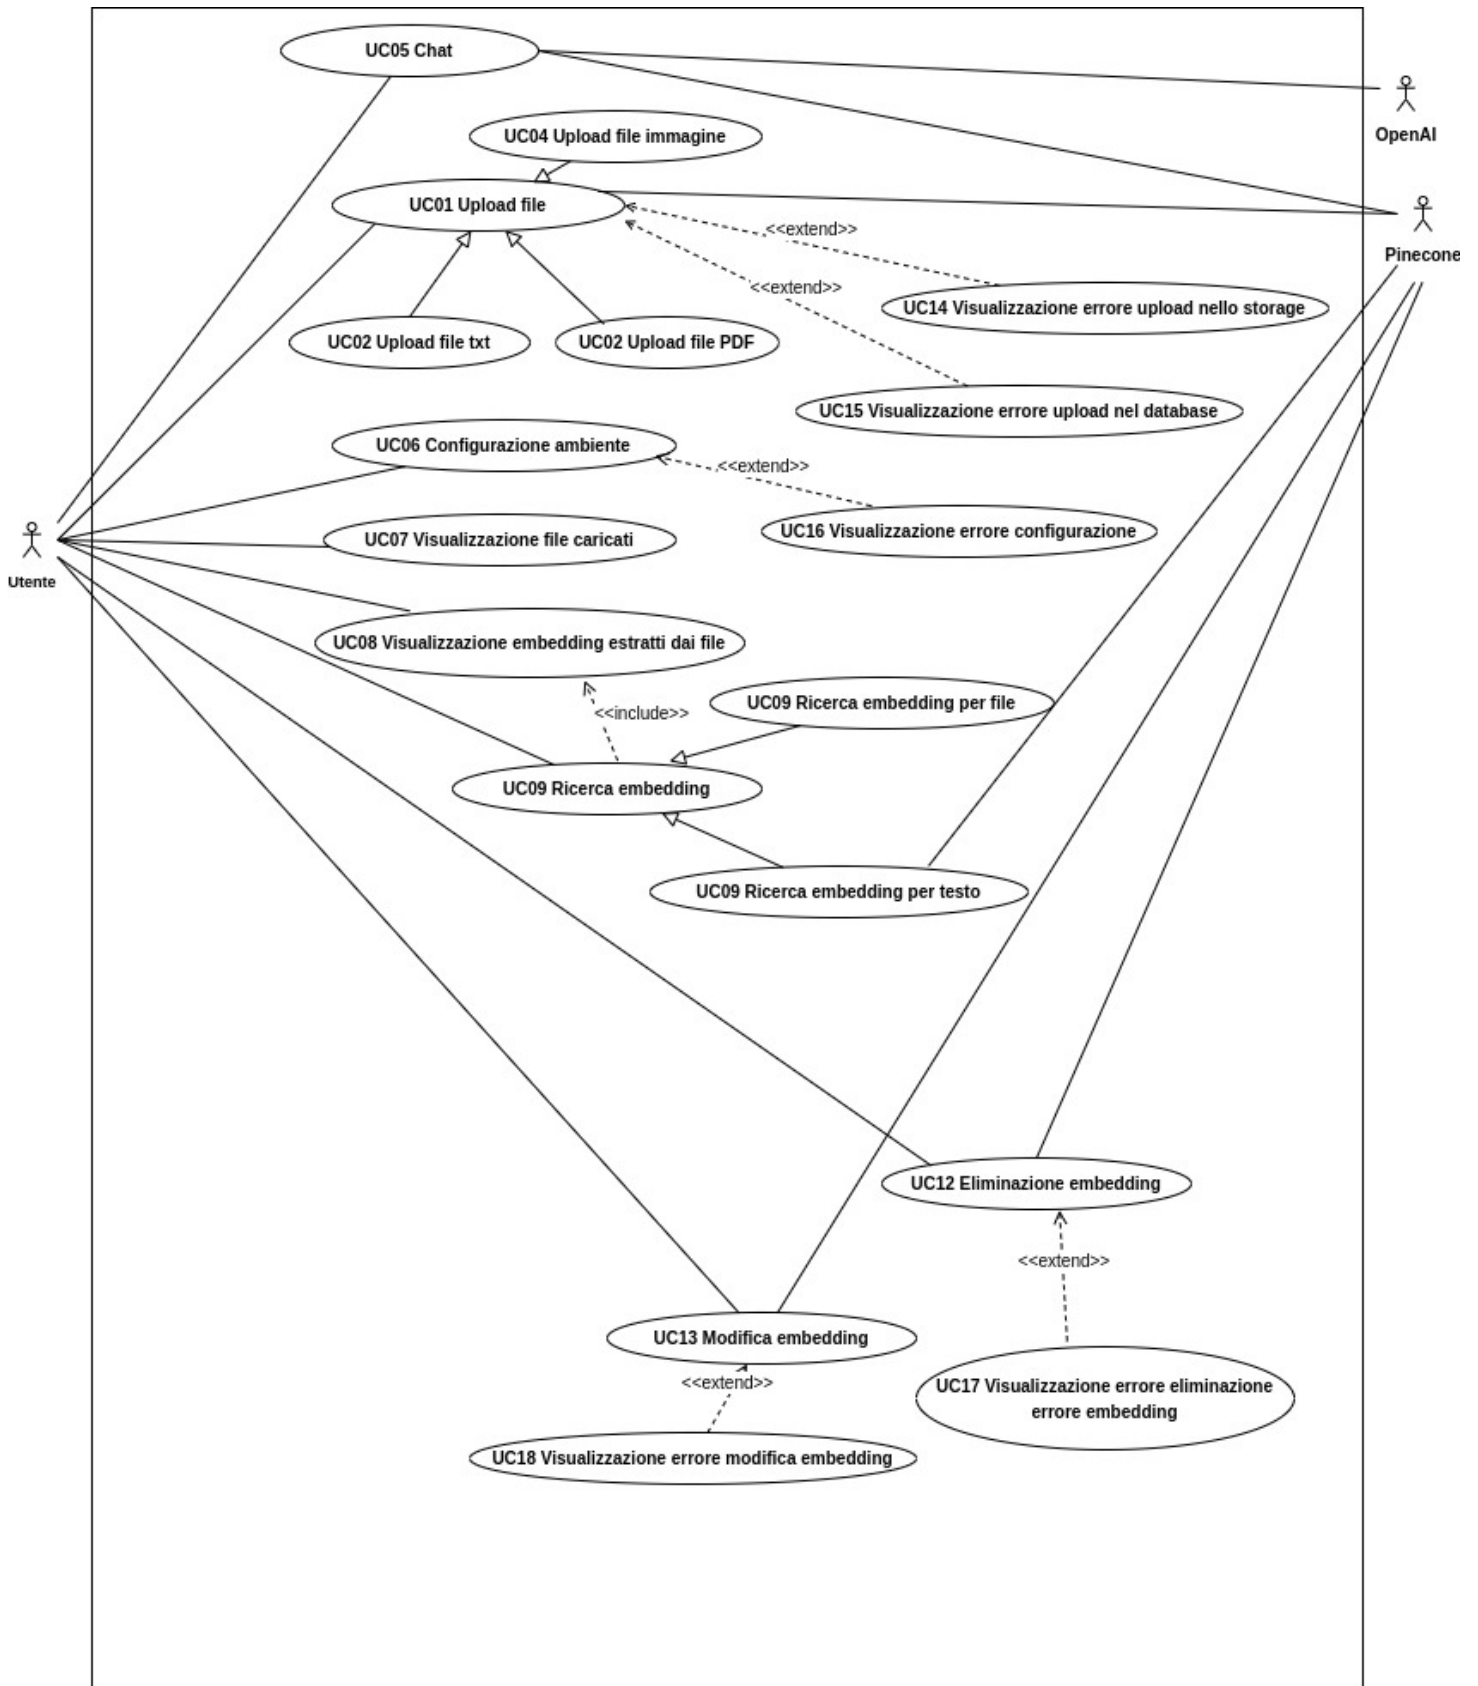 UC05 Chat
OpenAI
UC04 Upload file immagine
UC01 Upload file
<<extend>>
Pinecone
<<extend>>
UC14 Visualizzazione errore upload nello storage
UC02 Upload file txt
UC02 Upload file PDF
UC15 Visualizzazione errore upload nel database
UC06 Configurazione ambiente
<<extend>>
UC16 Visualizzazione errore configurazione
UC07 Visualizzazione file caricati
Utente
UC08 Visualizzazione embedding estratti dai file
<<include>>
UC09 Ricerca embedding per file
UC09 Ricerca embedding
UC09 Ricerca embedding per testo
UC12 Eliminazione embedding
<<extend>>
UC13 Modifica embedding
<<extend>>
UC17 Visualizzazione errore eliminazione
errore embedding
UC18 Visualizzazione errore modifica embedding